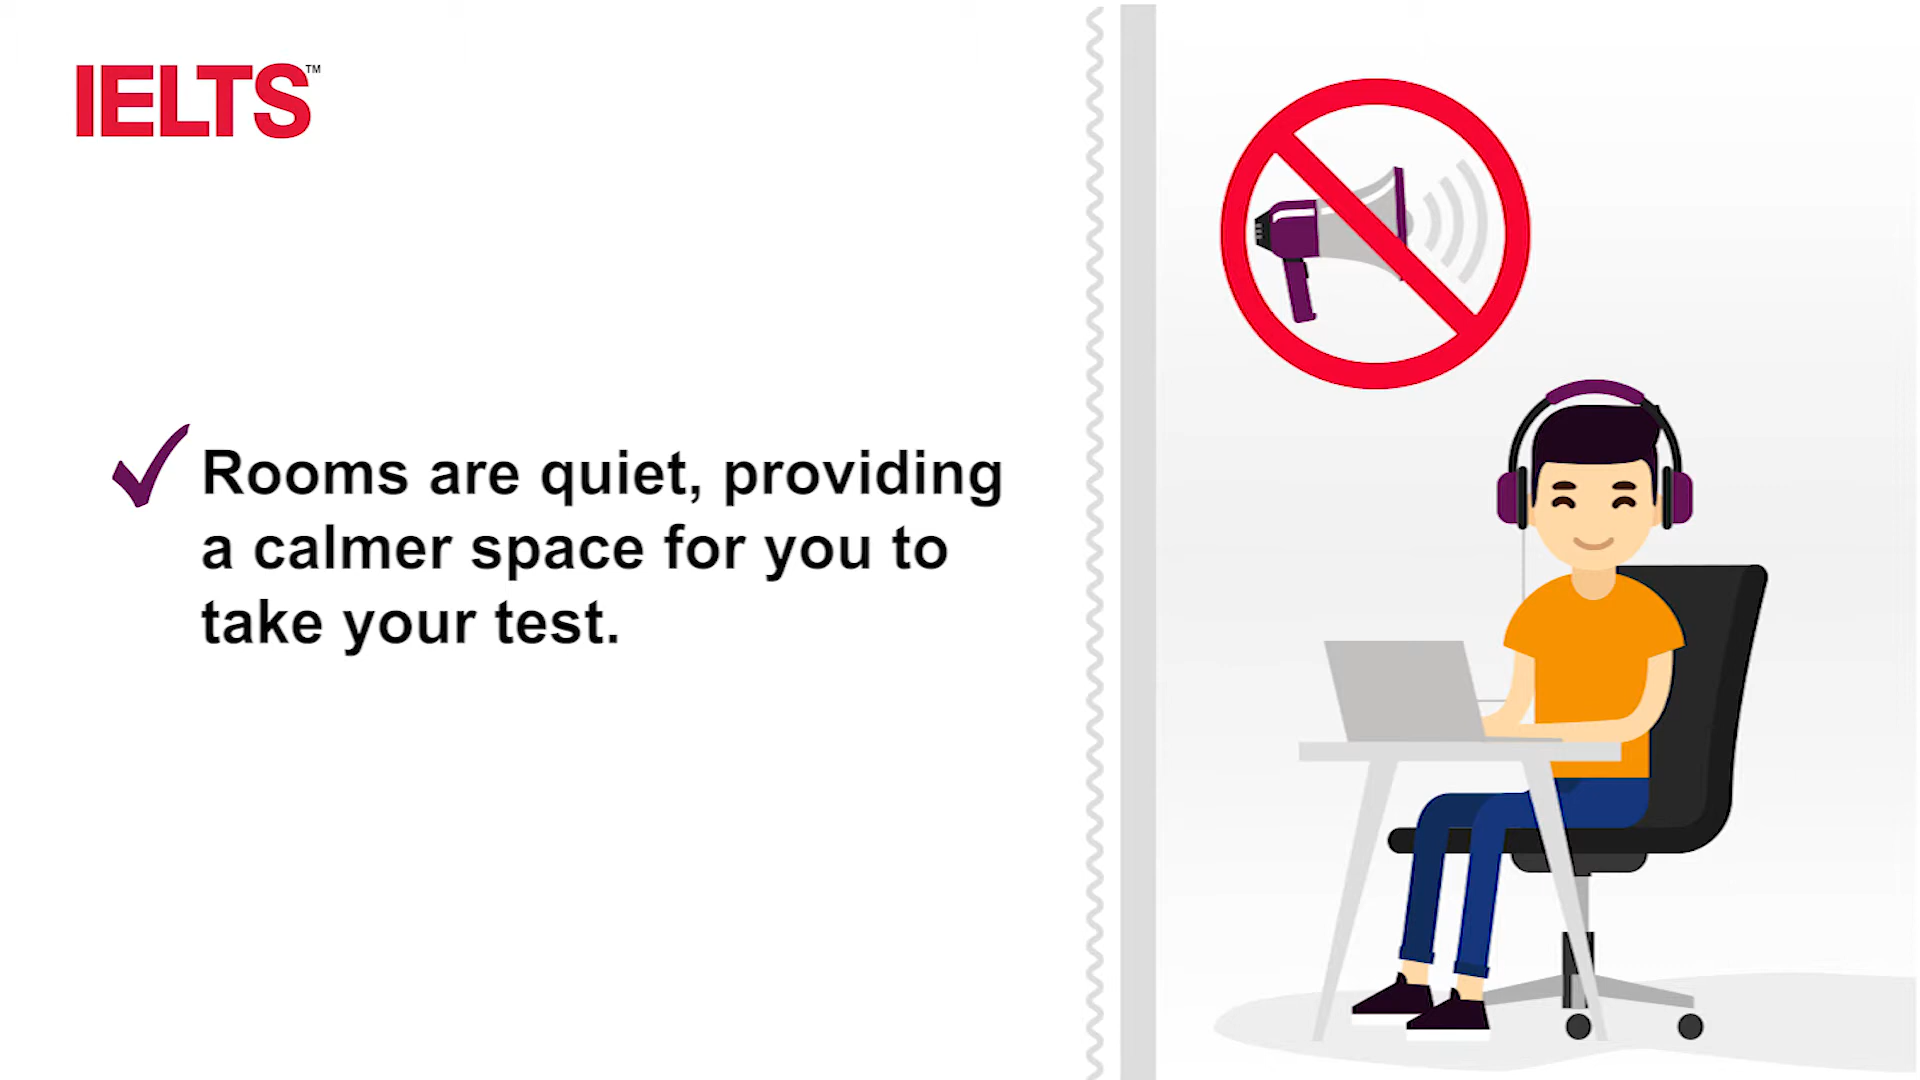 IELTS™
Rooms are quiet, providing
a calmer space for you to
take your test.